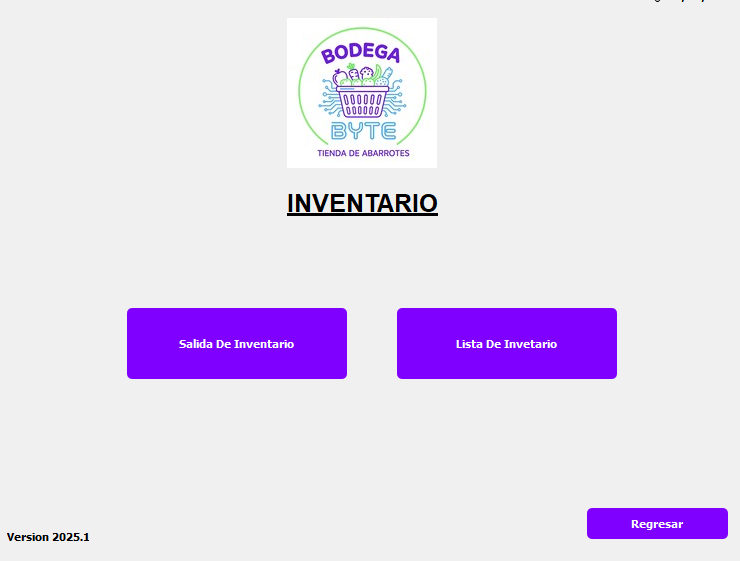 BODEGA
BYTE
TIENDA DE ABARROTES
INVENTARIO
Salida De Inventario
Lista De Invetario
Regresar
Version 2025.1